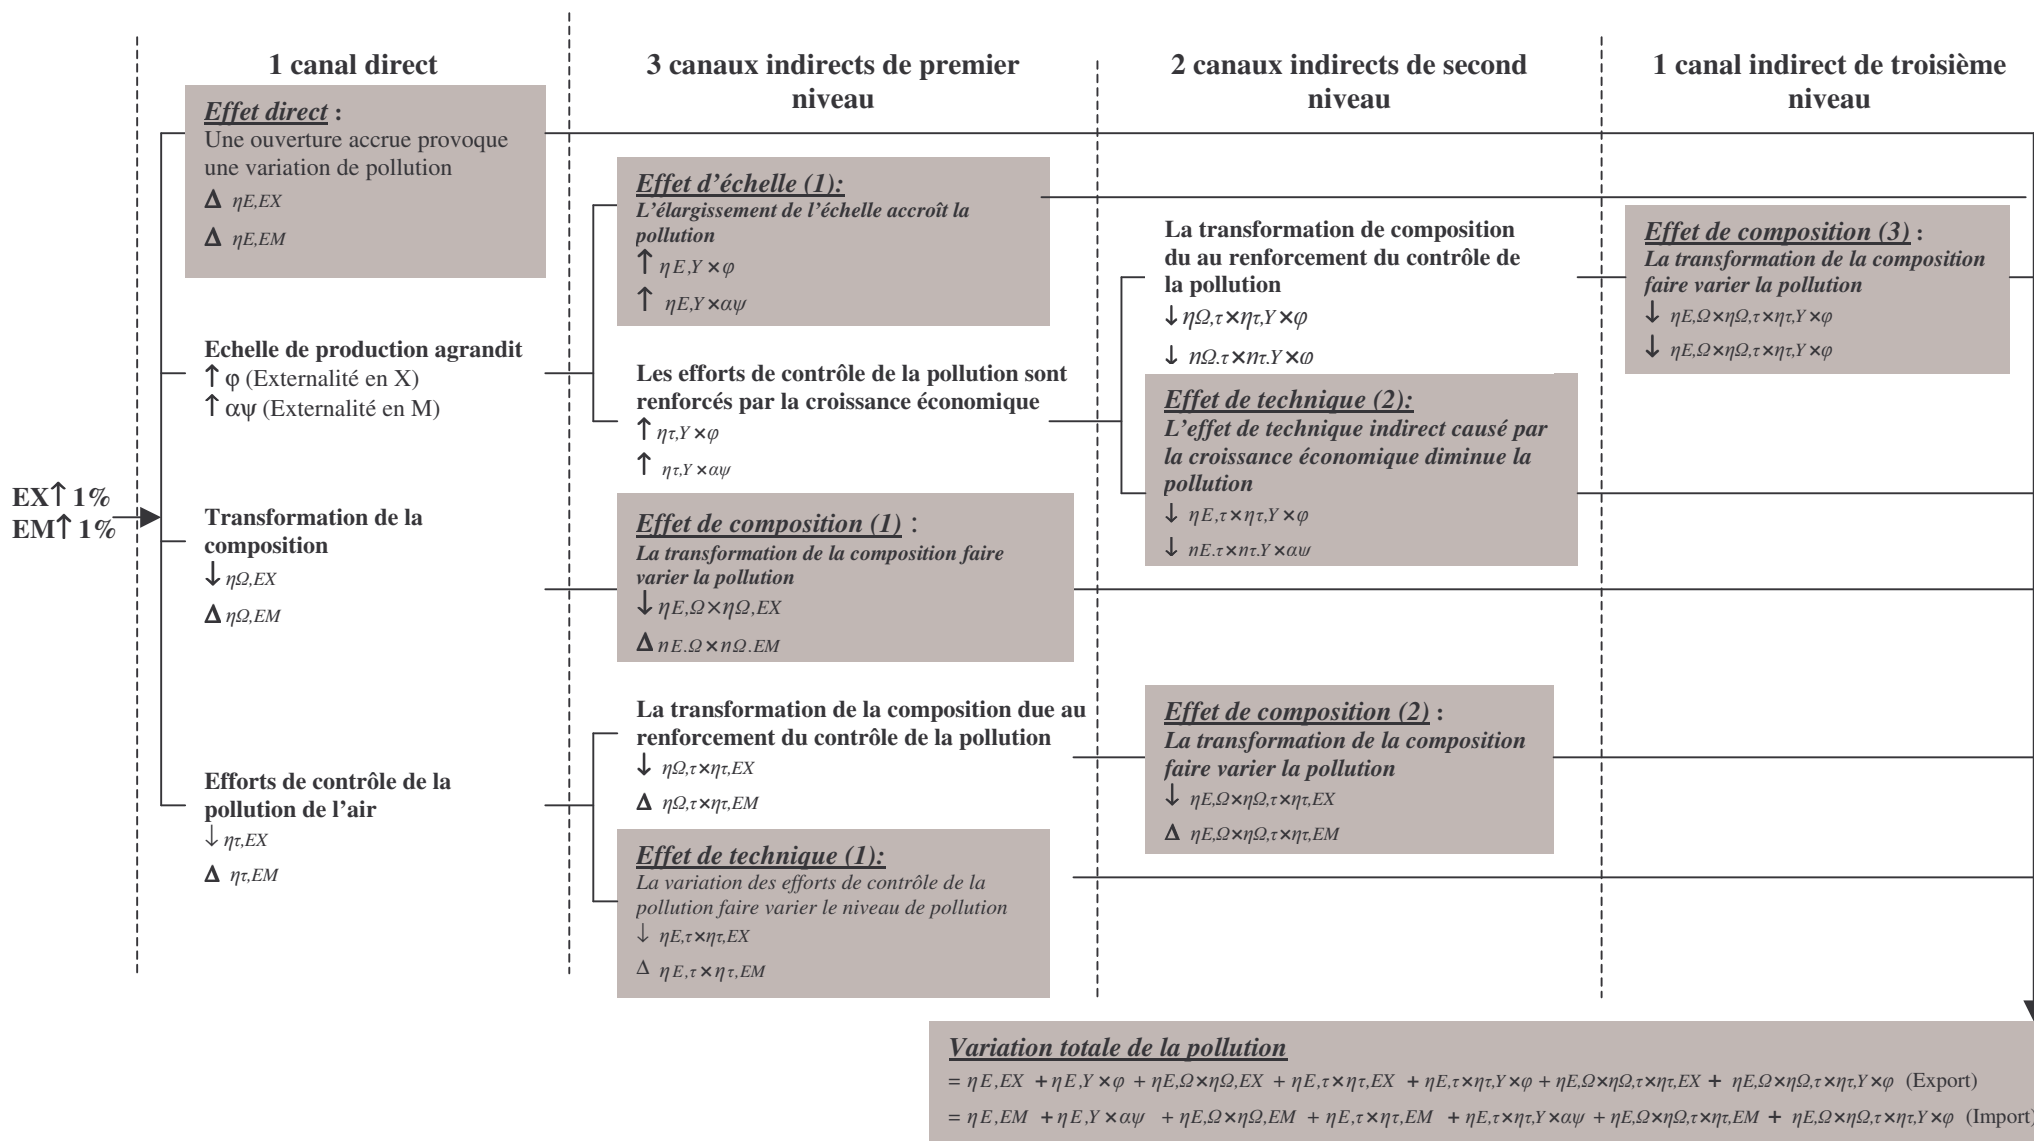 1 canal direct
3 canaux indirects de premier
niveau
2 canaux indirects de second
niveau
1 canal indirect de troisième
niveau
EX↑ 1%
EM↑ 1%
Effet direct :
Une ouverture accrue provoque
une variation de pollution
Δ ηE,EX
Δ ηE,EM
Echelle de production agrandit
↑ φ (Externalité en X)
↑ αψ (Externalité en M)
Transformation de la
composition
↓ ηΩ,EX
Δ ηΩ,EM
Efforts de contrôle de la
pollution de l’air
↓ ητ,EX
Δ ητ,EM
Effet d’échelle (1):
L’élargissement de l’échelle accroît la
pollution
↑ ηE,Y×φ
↑ ηE,Y×αψ
Les efforts de contrôle de la pollution sont
renforcés par la croissance économique
↑ ητ,Y×φ
↑ ητ,Y×αψ
Effet de composition (1) :
La transformation de la composition faire
varier la pollution
↓ ηE,Ω×ηΩ,EX
Δ ηE.Ω×ηΩ.EM
La transformation de la composition due au
renforcement du contrôle de la pollution
↓ ηΩ,τ×ητ,EX
Δ ηΩ,τ×ητ,EM
Effet de technique (1):
La variation des efforts de contrôle de la
pollution faire varier le niveau de pollution
↓ ηE,τ×ητ,EX
Δ ηE,τ×ητ,EM
La transformation de composition
du au renforcement du contrôle de
la pollution
↓ ηΩ,τ×ητ,Y×φ
↓ ηΩ.τ×ητ.Y×φ
Effet de technique (2):
L’effet de technique indirect causé par
la croissance économique diminue la
pollution
↓ ηE,τ×ητ,Y×φ
↓ ηE.τ×ητ.Y×αψ
Effet de composition (2) :
La transformation de la composition
faire varier la pollution
↓ ηE,Ω×ηΩ,τ×ητ,EX
Δ ηE,Ω×ηΩ,τ×ητ,EM
Effet de composition (3) :
La transformation de la composition
faire varier la pollution
↓ ηE,Ω×ηΩ,τ×ητ,Y×φ
↓ ηE,Ω×ηΩ,τ×ητ,Y×φ
Variation totale de la pollution
= ηE,EX +ηE,Y×φ + ηE,Ω×ηΩ,EX + ηE,τ×ητ,EX + ηE,τ×ητ,Y×φ + ηE,Ω×ηΩ,τ×ητ,EX + ηE,Ω×ηΩ,τ×ητ,Y×φ (Export)
= ηE,EM +ηE,Y×αψ + ηE,Ω×ηΩ,EM + ηE,τ×ητ,EM + ηE,τ×ητ,Y×αψ + ηE,Ω×ηΩ,τ×ητ,EM + ηE,Ω×ηΩ,τ×ητ,Y×φ (Import)